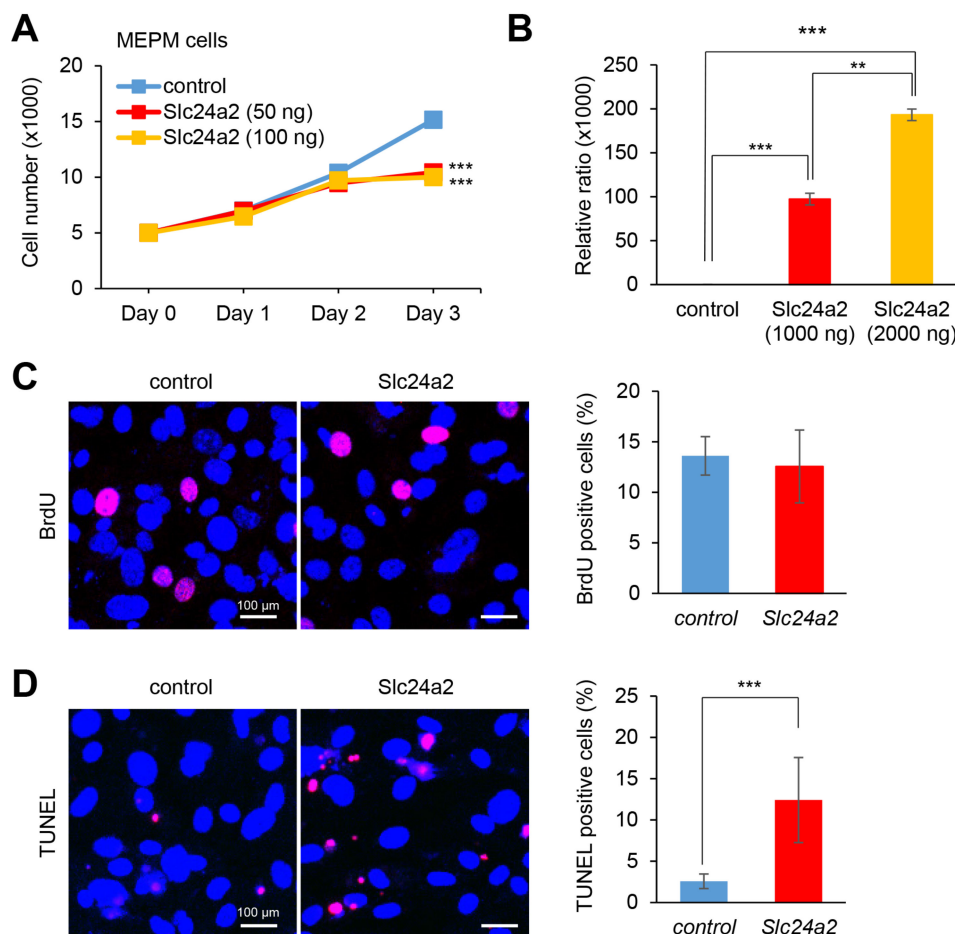 A
MEPM cells
Cell number (x1000)
20
15
10
5
0
control
Slc24a2 (50 ng)
Slc24a2 (100 ng)
***
***
Day 0 Day 1 Day 2 Day 3
B
Relative ratio (x1000)
250
200
150
100
50
0
***
**
***
control Slc24a2 Slc24a2
(1000 ng) (2000 ng)
C
control Slc24a2
BrdU
100 µm
BrdU positive cells (%)
20
15
10
5
0
control Slc24a2
D
control Slc24a2
TUNEL
100 µm
TUNEL positive cells (%)
25
20
15
10
5
0
***
control Slc24a2